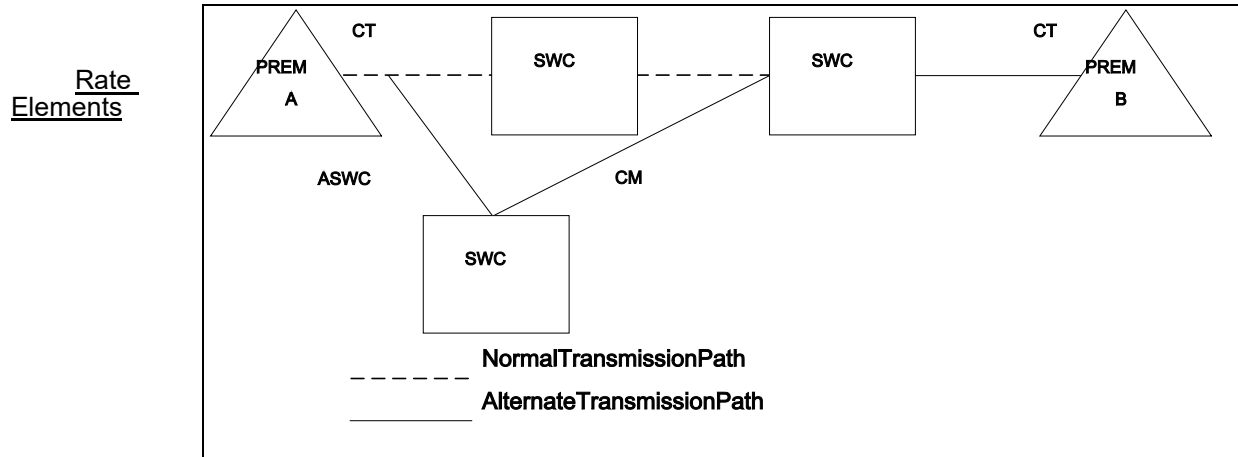 Rate
Elements
CT
CT
SWC
SWC
PREM
A
PREM
B
ASWC
CM
SWC
NormalTransmissionPath
AlternateTransmissionPath